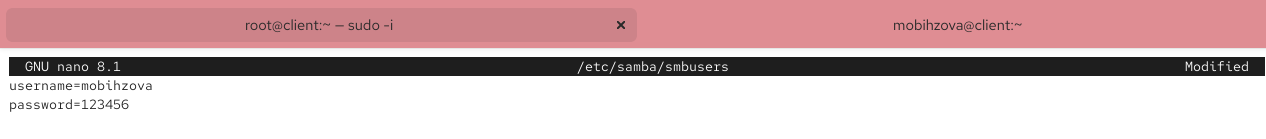 root@client:~ — sudo -i ×
mobihzova@client:~
GNU nano 8.1 /etc/samba/smbusers Modified
username=mobihzova
password=123456